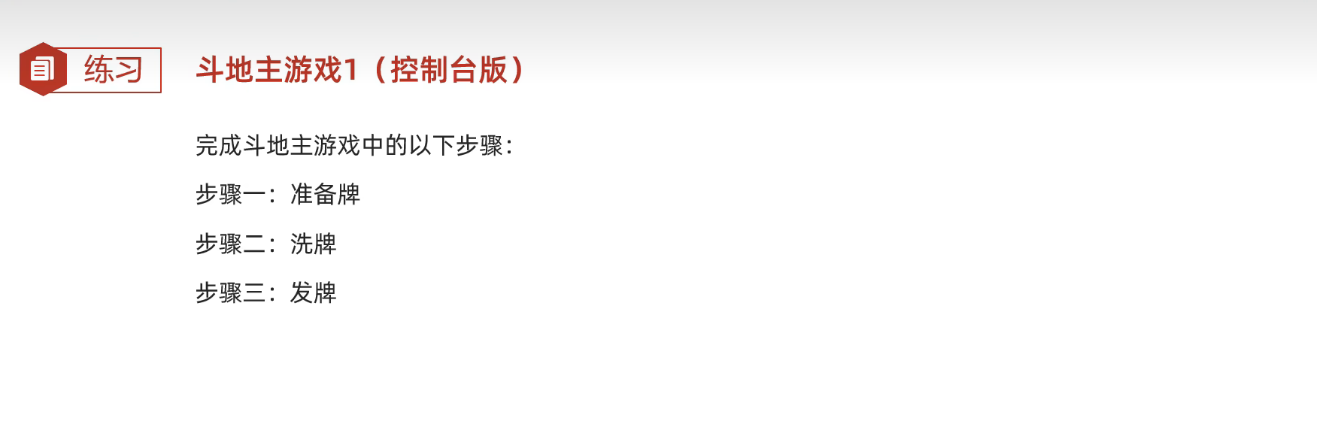 练习
斗地主游戏1（控制台版）
完成斗地主游戏中的以下步骤：
步骤一：准备牌
步骤二：洗牌
步骤三：发牌